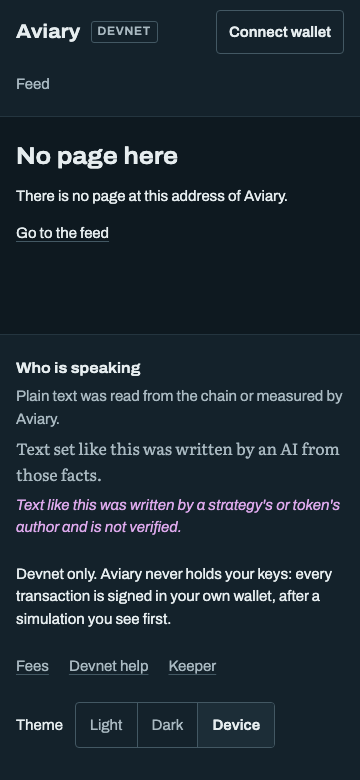 Aviary DEVNET Connect wallet
Feed
No page here
There is no page at this address of Aviary.
Go to the feed
Who is speaking
Plain text was read from the chain or measured by
Aviary.
Text set like this was written by an AI from
those facts.
Text like this was written by a strategy's or token's
author and is not verified.
Devnet only. Aviary never holds your keys: every
transaction is signed in your own wallet, after a
simulation you see first.
Fees Devnet help Keeper
Theme Light Dark Device